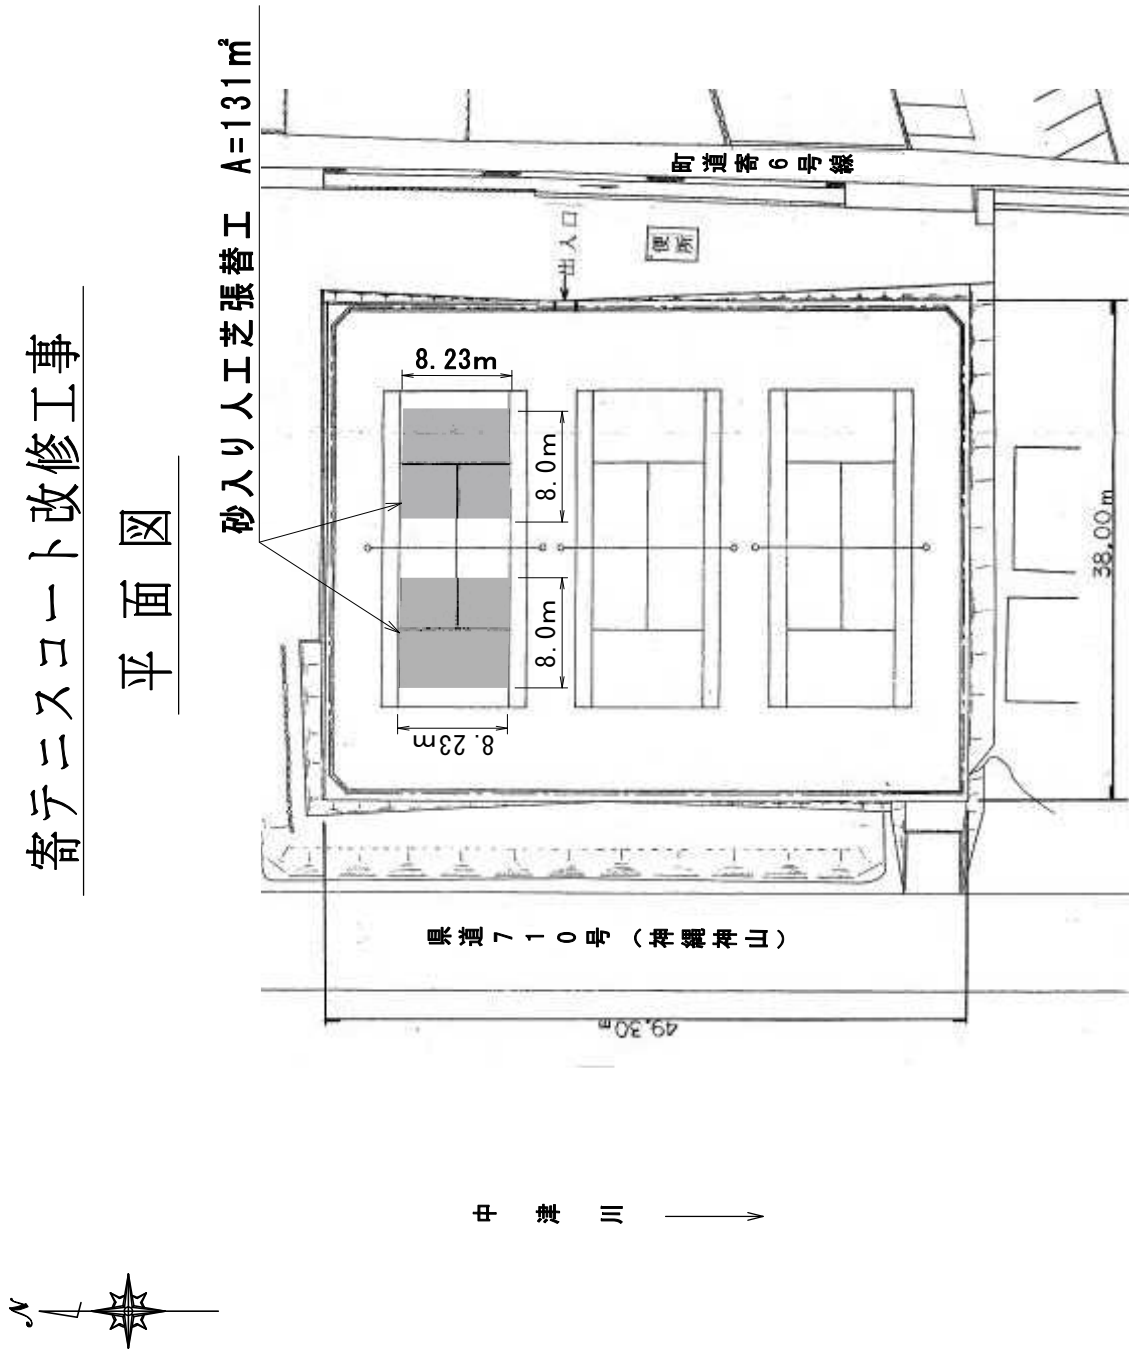 寄テニスコート改修工事
平面図
砂入り人工芝張替工 A=131㎡
町道寄6号線
出入口
便所
8.23m
8.0m
8.0m
8.23m
38.00m
49.30m
県道710号（神縄神山）
中津川
N